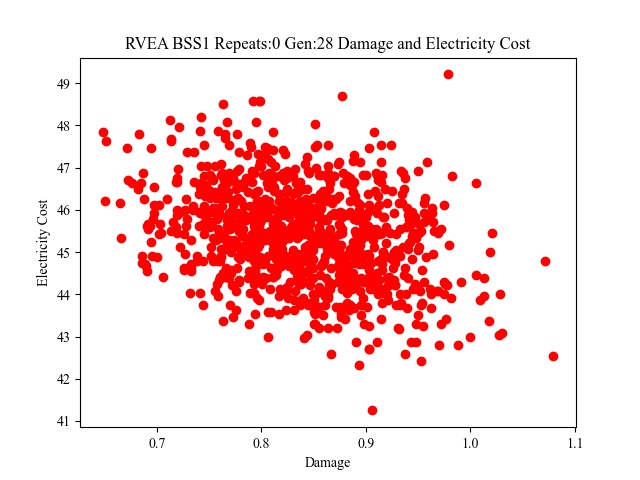 RVEA BSS1 Repeats:0 Gen:28 Damage and Electricity Cost
49
48
47
46
45
44
43
42
41
Electricity Cost
0.7 0.8 0.9 1.0 1.1
Damage